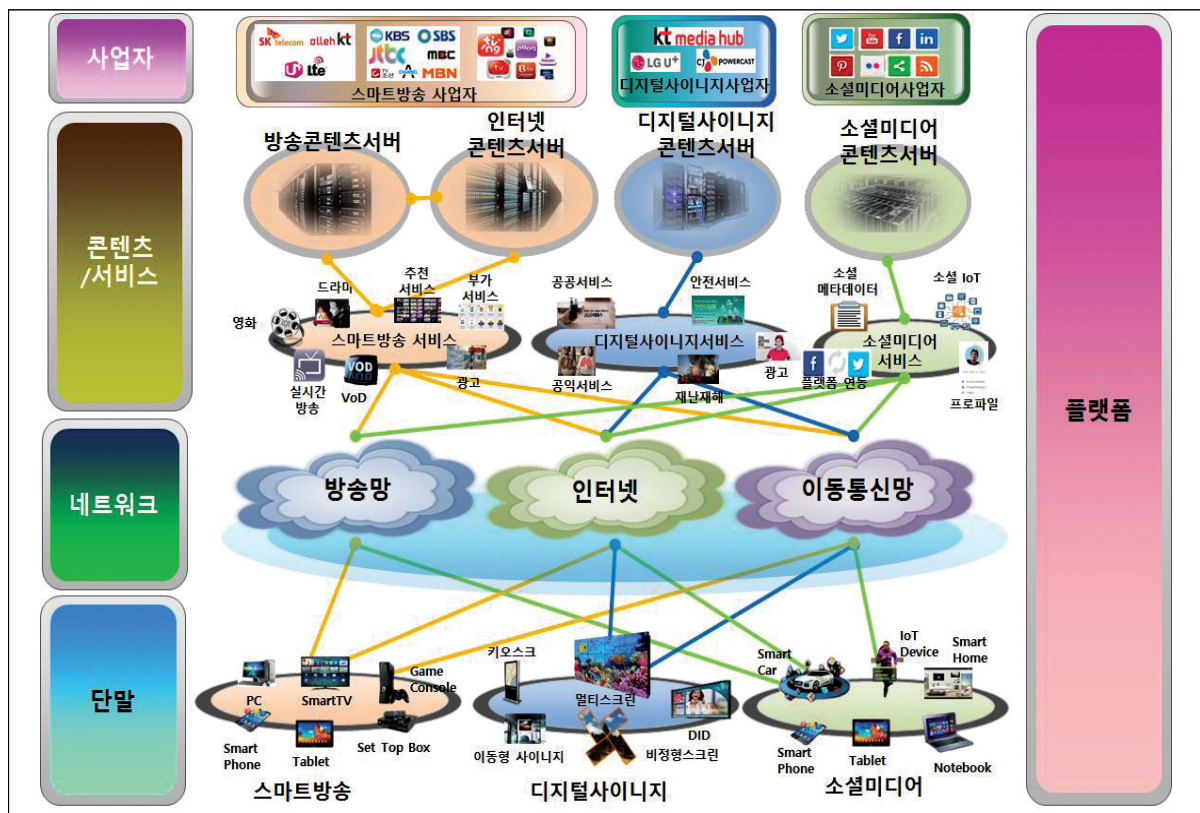 사업자
SK telecom
olleh kt
U+ Lte
KBS
SBS
jtbc
MBC
TV조선
CHANNEL A
MBN
tving
pooq
B tv
스마트방송 사업자
kt media hub
LG U+
CJ POWERCAST
디지털사이니지사업자
You Tube
소셜미디어사업자
콘텐츠
/서비스
방송콘텐츠서버
인터넷
콘텐츠서버
디지털사이니지
콘텐츠서버
소셜미디어
콘텐츠서버
영화
드라마
추천
서비스
부가
서비스
스마트방송 서비스
실시간
방송
VOD
VoD
광고
공공서비스
안전서비스
디지털사이니지서비스
공익서비스
재난재해
광고
소셜
메타데이터
소셜 IoT
소셜미디어
서비스
플랫폼 연동
프로파일
네트워크
방송망
인터넷
이동통신망
단말
PC
SmartTV
Game
Console
Smart
Phone
Tablet
Set Top Box
스마트방송
키오스크
멀티스크린
이동형 사이니지
DID
비정형스크린
디지털사이니지
Smart
Car
IoT
Device
Smart
Home
Smart
Phone
Tablet
Notebook
소셜미디어
플랫폼